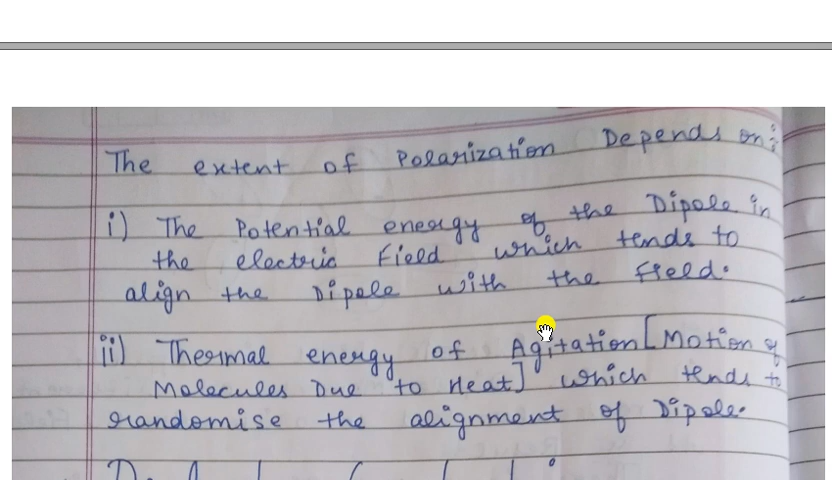 The extent of Polarization Depends on:
i) The Potential energy of the Dipole in
the electric Field which tends to
align the Dipole with the Field.
ii) Thermal energy of Agitation [Motion of
Molecules Due to Heat] which tends to
randomise the alignment of Dipole.